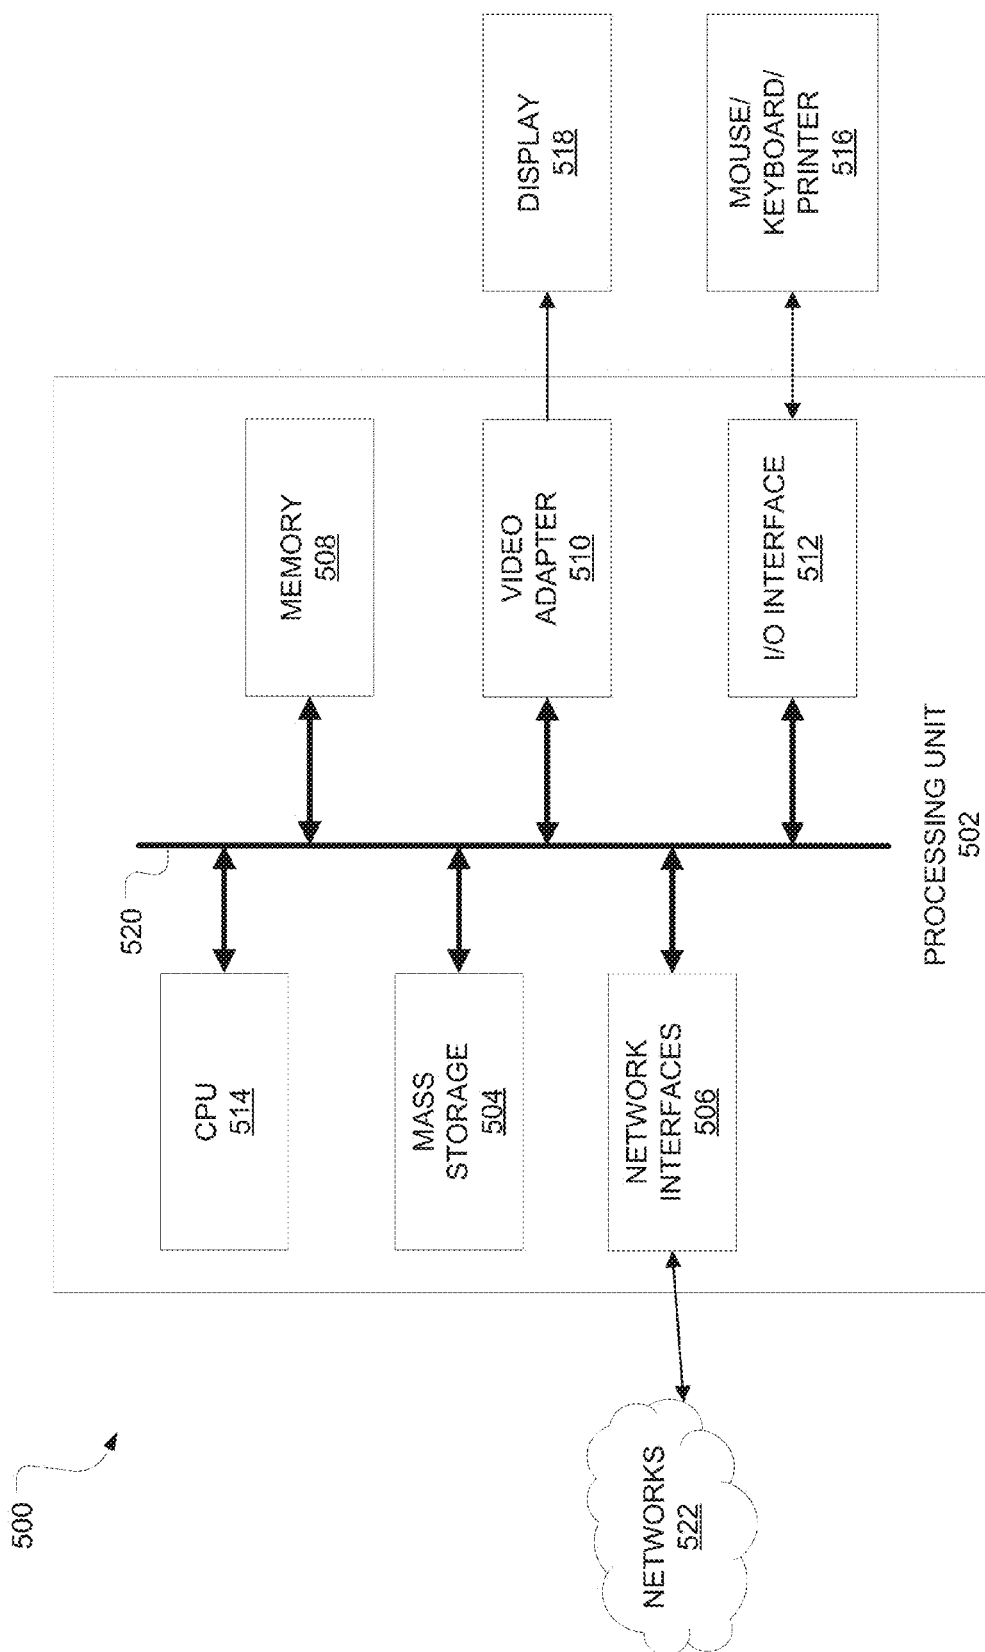 500
520
CPU
514
MEMORY
508
MASS
STORAGE
504
VIDEO
ADAPTER
510
DISPLAY
518
NETWORKS
522
NETWORK
INTERFACES
506
I/O INTERFACE
512
MOUSE/
KEYBOARD/
PRINTER
516
PROCESSING UNIT
502